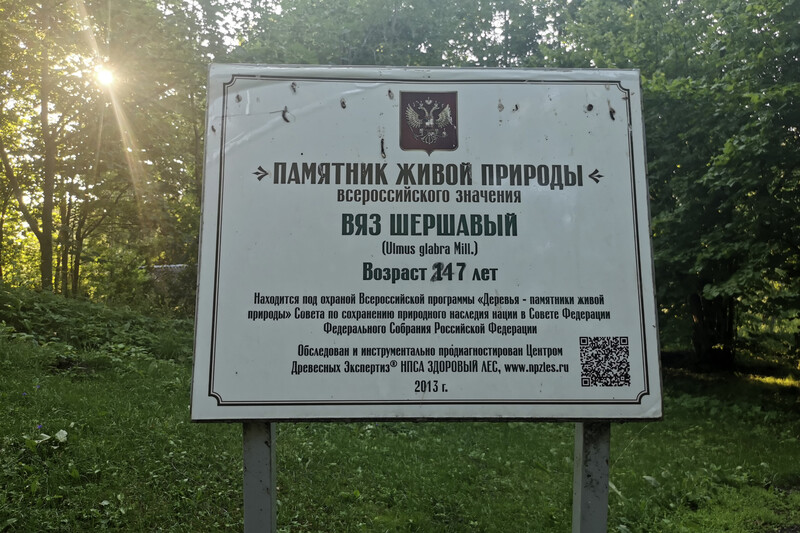 ПАМЯТНИК ЖИВОЙ ПРИРОДЫ
всероссийского значения
ВЯЗ ШЕРШАВЫЙ
(Ulmus glabra Mill.)
Возраст 247 лет
Находится под охраной Всероссийской программы «Деревья - памятники живой
природы» Совета по сохранению природного наследия нации в Совете Федерации
Федерального Собрания Российской Федерации
Обследован и инструментально продиагностирован Центром
Древесных Экспертиз® НПСА ЗДОРОВЫЙ ЛЕС, www.npzles.ru
2013 г.